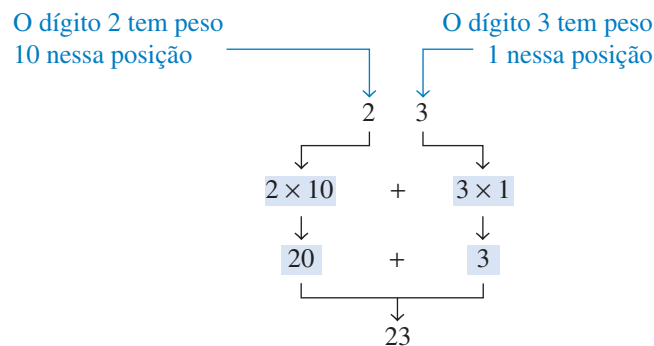 O dígito 2 tem peso
10 nessa posição
O dígito 3 tem peso
1 nessa posição
2 3
2 × 10 + 3 × 1
20 + 3
23